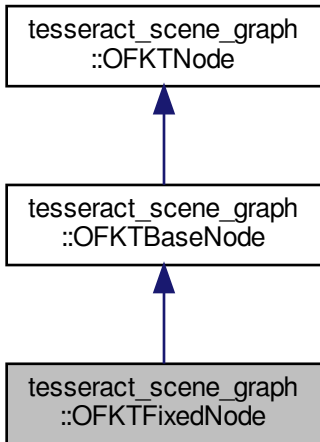 tesseract_scene_graph
::OFKTNode
tesseract_scene_graph
::OFKTBaseNode
tesseract_scene_graph
::OFKTFixedNode